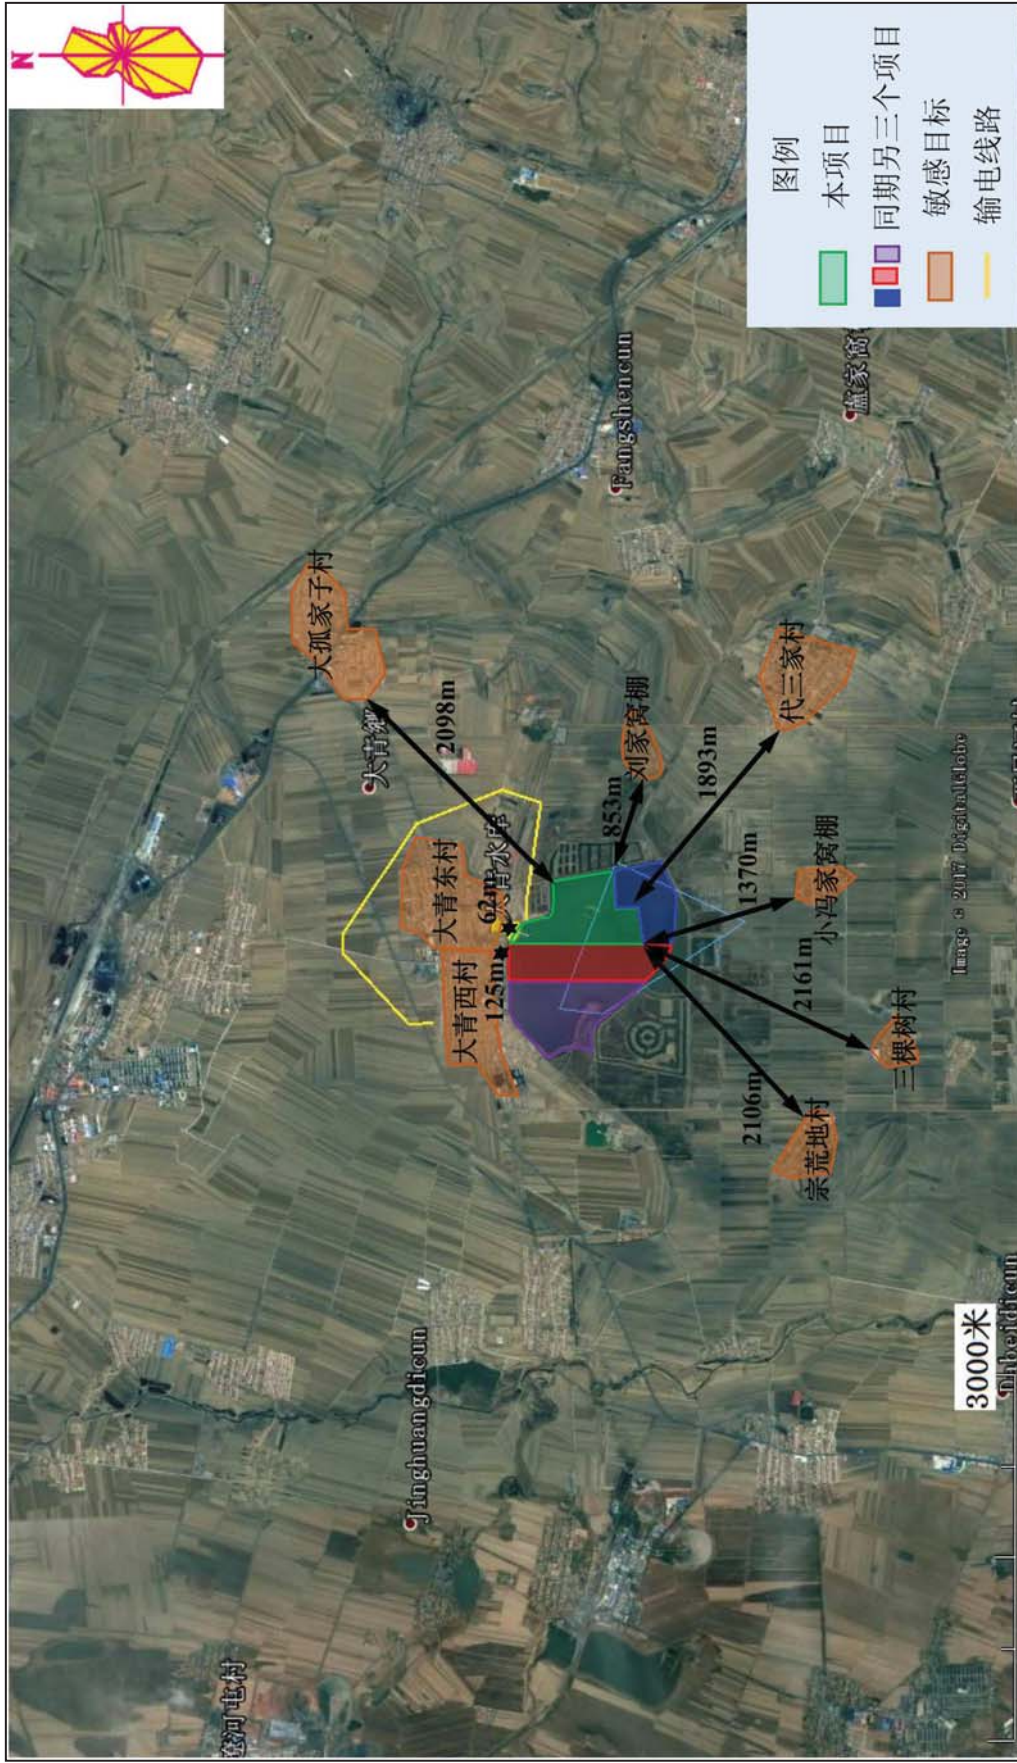 N
图例
本项目
同期另三个项目
敏感目标
输电线路
大孤家子村
大青乡
2098m
大青东村
62m
大青西村
125m
Fangshencun
刘家窝棚
853m
代三家村
1893m
小冯家窝棚
1370m
三棵树村
2161m
宗荒地村
2106m
Jinghuangdicun
Image © 2017 DigitalGlobe
3000米